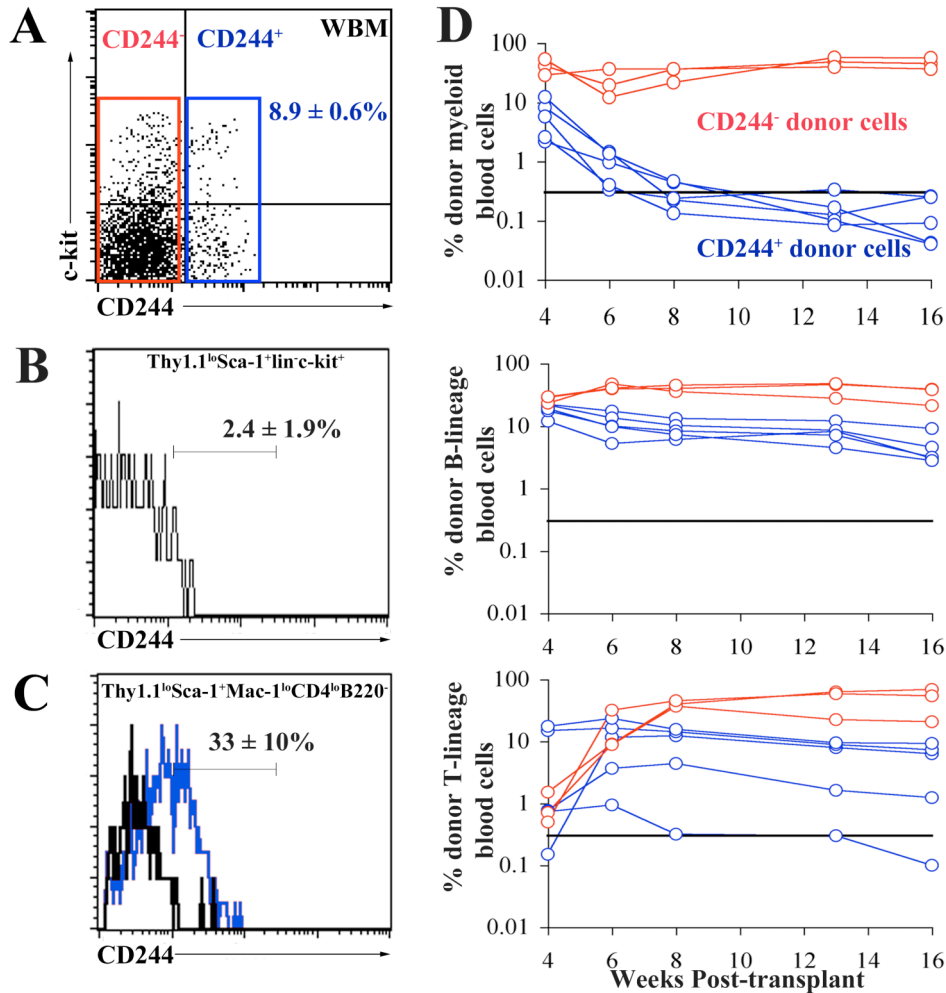 A
CD244-
CD244+
WBM
8.9 ± 0.6%
c-kit
CD244
B
Thy1.1loSca-1+lin-c-kit+
2.4 ± 1.9%
CD244
C
Thy1.1loSca-1+Mac-1loCD4loB220-
33 ± 10%
CD244
D
% donor myeloid
blood cells
100
10
1
0.1
0.01
CD244- donor cells
CD244+ donor cells
4 6 8 10 12 14 16
% donor B-lineage
blood cells
100
10
1
0.1
0.01
4 6 8 10 12 14 16
% donor T-lineage
blood cells
100
10
1
0.1
0.01
4 6 8 10 12 14 16
Weeks Post-transplant